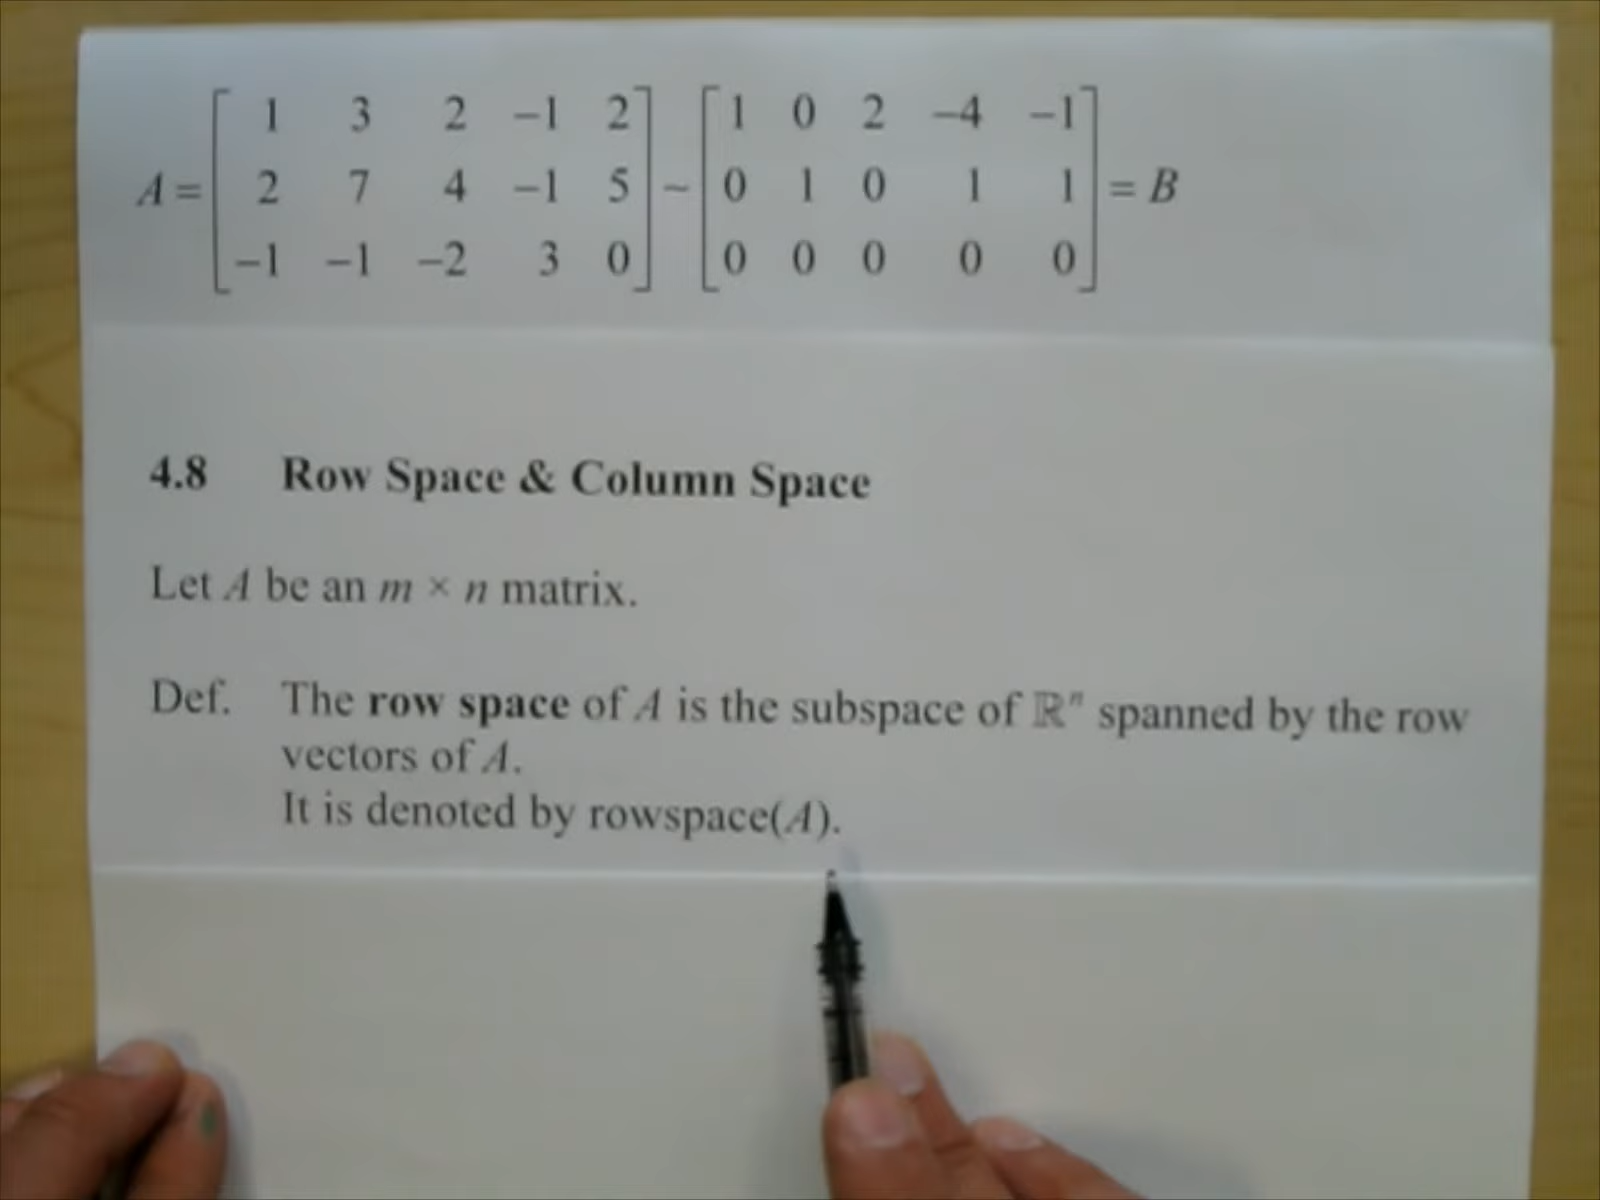 A = [ 1 3 2 −1 2 ; 2 7 4 −1 5 ; −1 −1 −2 3 0 ] ~ [ 1 0 2 −4 −1 ; 0 1 0 1 1 ; 0 0 0 0 0 ] = B
4.8 Row Space & Column Space
Let A be an m × n matrix.
Def. The row space of A is the subspace of ℝⁿ spanned by the row
vectors of A.
It is denoted by rowspace(A).